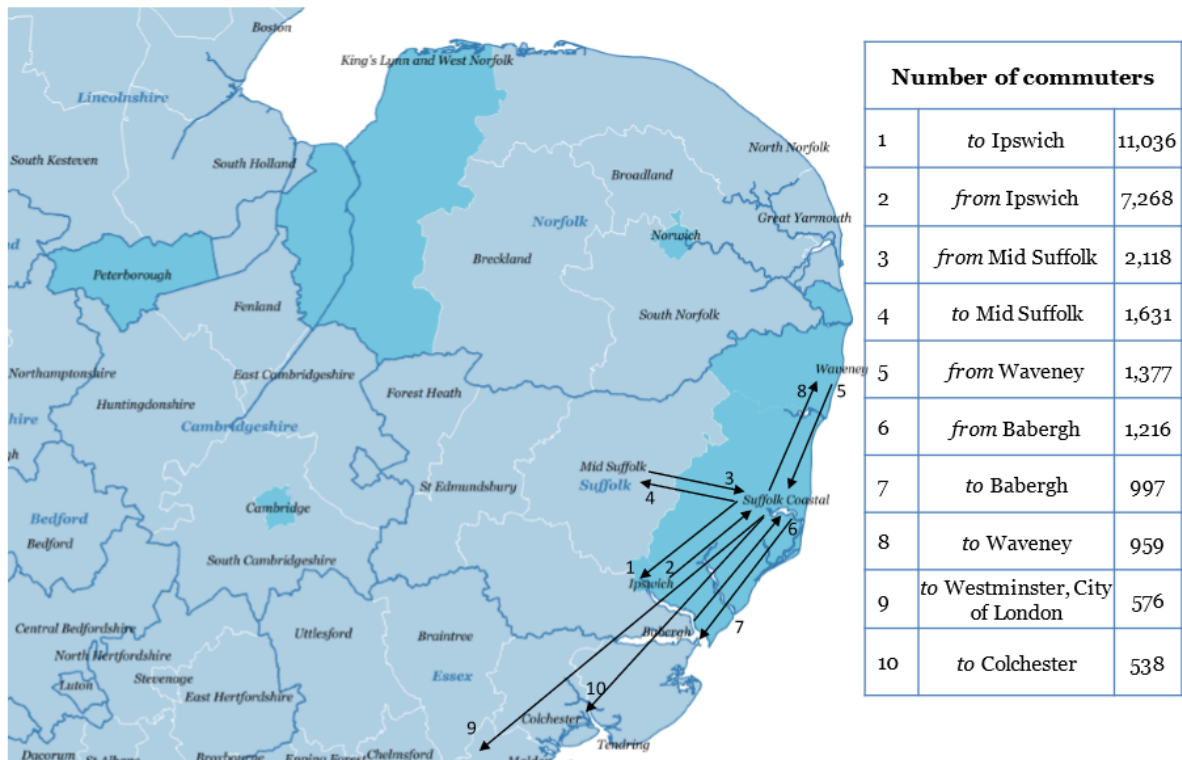 Boston
King's Lynn and West Norfolk
Lincolnshire
South Kesteven
South Holland
North Norfolk
Broadland
Great Yarmouth
Norfolk
Norwich
Breckland
Peterborough
Fenland
South Norfolk
Northamptonshire
East Cambridgeshire
Waveney
Forest Heath
Huntingdonshire
Cambridgeshire
8
5
Mid Suffolk
Suffolk
St Edmundsbury
3
4
Suffolk Coastal
Cambridge
Bedford
Bedford
6
South Cambridgeshire
1
2
Ipswich
Central Bedfordshire
Uttlesford
Braintree
Babergh
7
North Hertfordshire
Stevenage
Luton
East Hertfordshire
Essex
10
Colchester
9
Tendring
Dacorum
St Albans
Broxbourne
Epping Forest
Chelmsford
Maldon
Number of commuters
1 to Ipswich 11,036
2 from Ipswich 7,268
3 from Mid Suffolk 2,118
4 to Mid Suffolk 1,631
5 from Waveney 1,377
6 from Babergh 1,216
7 to Babergh 997
8 to Waveney 959
9 to Westminster, City
of London 576
10 to Colchester 538